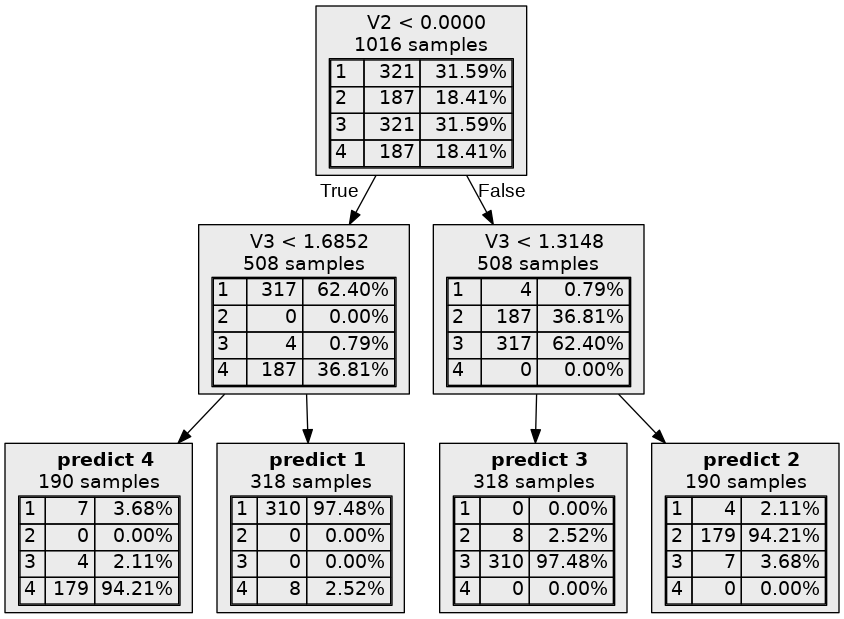 V2 < 0.0000
1016 samples
1 321 31.59%
2 187 18.41%
3 321 31.59%
4 187 18.41%
True
False
V3 < 1.6852
508 samples
1 317 62.40%
2 0 0.00%
3 4 0.79%
4 187 36.81%
V3 < 1.3148
508 samples
1 4 0.79%
2 187 36.81%
3 317 62.40%
4 0 0.00%
predict 4
190 samples
1 7 3.68%
2 0 0.00%
3 4 2.11%
4 179 94.21%
predict 1
318 samples
1 310 97.48%
2 0 0.00%
3 0 0.00%
4 8 2.52%
predict 3
318 samples
1 0 0.00%
2 8 2.52%
3 310 97.48%
4 0 0.00%
predict 2
190 samples
1 4 2.11%
2 179 94.21%
3 7 3.68%
4 0 0.00%